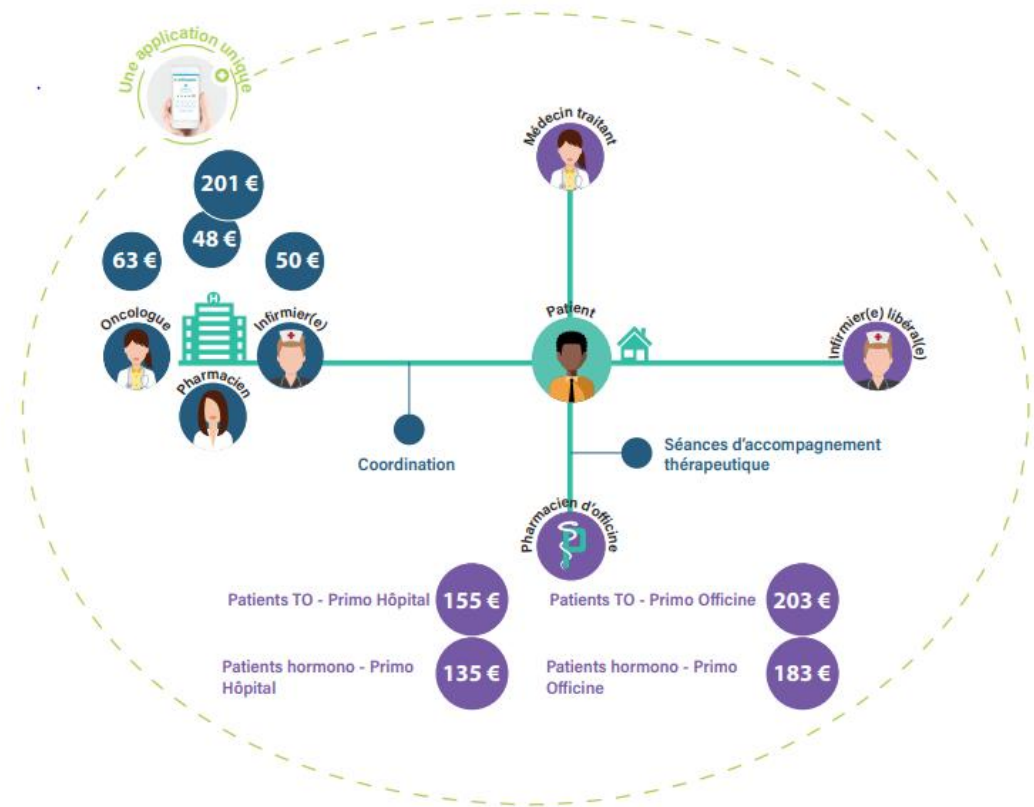 Une application unique
Médecin traitant
201 €
48 €
63 €
50 €
H
Oncologue
Infirmier(e)
Pharmacien
Patient
Infirmier(e) libéral(e)
Coordination
Séances d'accompagnement
thérapeutique
Pharmacien d'officine
Patients TO - Primo Hôpital
155 €
Patients TO - Primo Officine
203 €
Patients hormono - Primo
Hôpital
135 €
Patients hormono - Primo
Officine
183 €